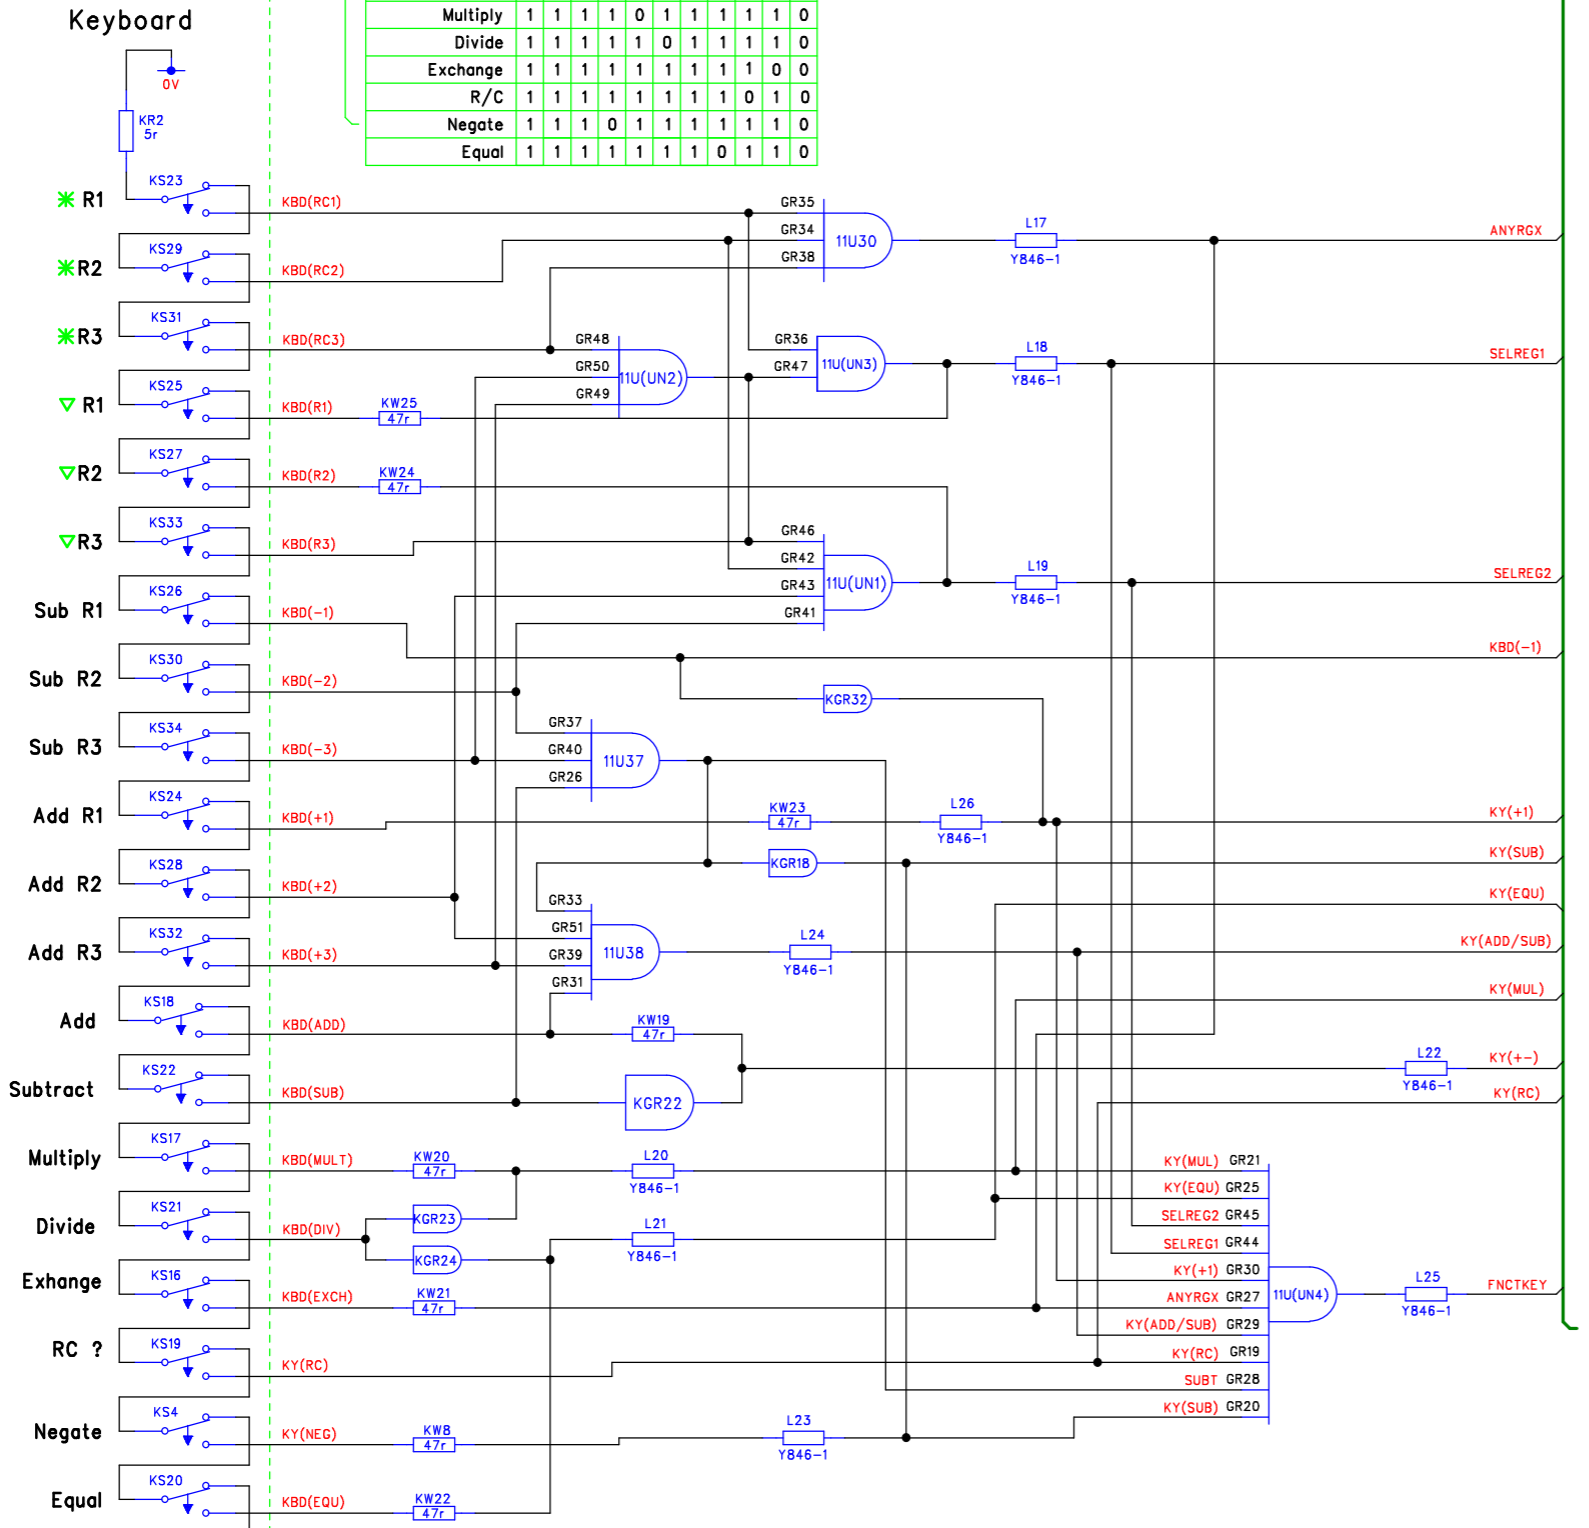 Keyboard
Multiply 1 1 1 1 0 1 1 1 1 1 0
Divide 1 1 1 1 1 0 1 1 1 1 0
Exchange 1 1 1 1 1 1 1 1 1 0 0
R/C 1 1 1 1 1 1 1 1 0 1 0
Negate 1 1 1 0 1 1 1 1 1 1 0
Equal 1 1 1 1 1 1 1 0 1 1 0
0V
KR2
5r
R1
KS23
KBD(RC1)
GR35
GR34
GR38
11U30
L17
Y846-1
ANYRGX
R2
KS29
KBD(RC2)
R3
KS31
KBD(RC3)
GR48
GR50
GR49
11U(UN2)
GR36
GR47
11U(UN3)
L18
Y846-1
SELREG1
R1
KS25
KBD(R1)
KW25
47r
R2
KS27
KBD(R2)
KW24
47r
R3
KS33
KBD(R3)
GR46
GR42
GR43
GR41
11U(UN1)
L19
Y846-1
SELREG2
Sub R1
KS26
KBD(-1)
KBD(-1)
Sub R2
KS30
KBD(-2)
KGR32
Sub R3
KS34
KBD(-3)
GR37
GR40
GR26
11U37
Add R1
KS24
KBD(+1)
KW23
47r
L26
Y846-1
KY(+1)
KGR18
KY(SUB)
Add R2
KS28
KBD(+2)
KY(EQU)
Add R3
KS32
KBD(+3)
GR33
GR51
GR39
GR31
11U38
L24
Y846-1
KY(ADD/SUB)
KY(MUL)
Add
KS18
KBD(ADD)
KW19
47r
L22
Y846-1
KY(+-)
Subtract
KS22
KBD(SUB)
KGR22
KY(RC)
Multiply
KS17
KBD(MULT)
KW20
47r
L20
Y846-1
KY(MUL) GR21
KY(EQU) GR25
SELREG2 GR45
SELREG1 GR44
KY(+1) GR30
ANYRGX GR27
KY(ADD/SUB) GR29
KY(RC) GR19
SUBT GR28
KY(SUB) GR20
11U(UN4)
L25
Y846-1
FNCTKEY
Divide
KS21
KBD(DIV)
KGR23
KGR24
L21
Y846-1
Exhange
KS16
KBD(EXCH)
KW21
47r
RC ?
KS19
KY(RC)
Negate
KS4
KY(NEG)
KW8
47r
L23
Y846-1
Equal
KS20
KBD(EQU)
KW22
47r